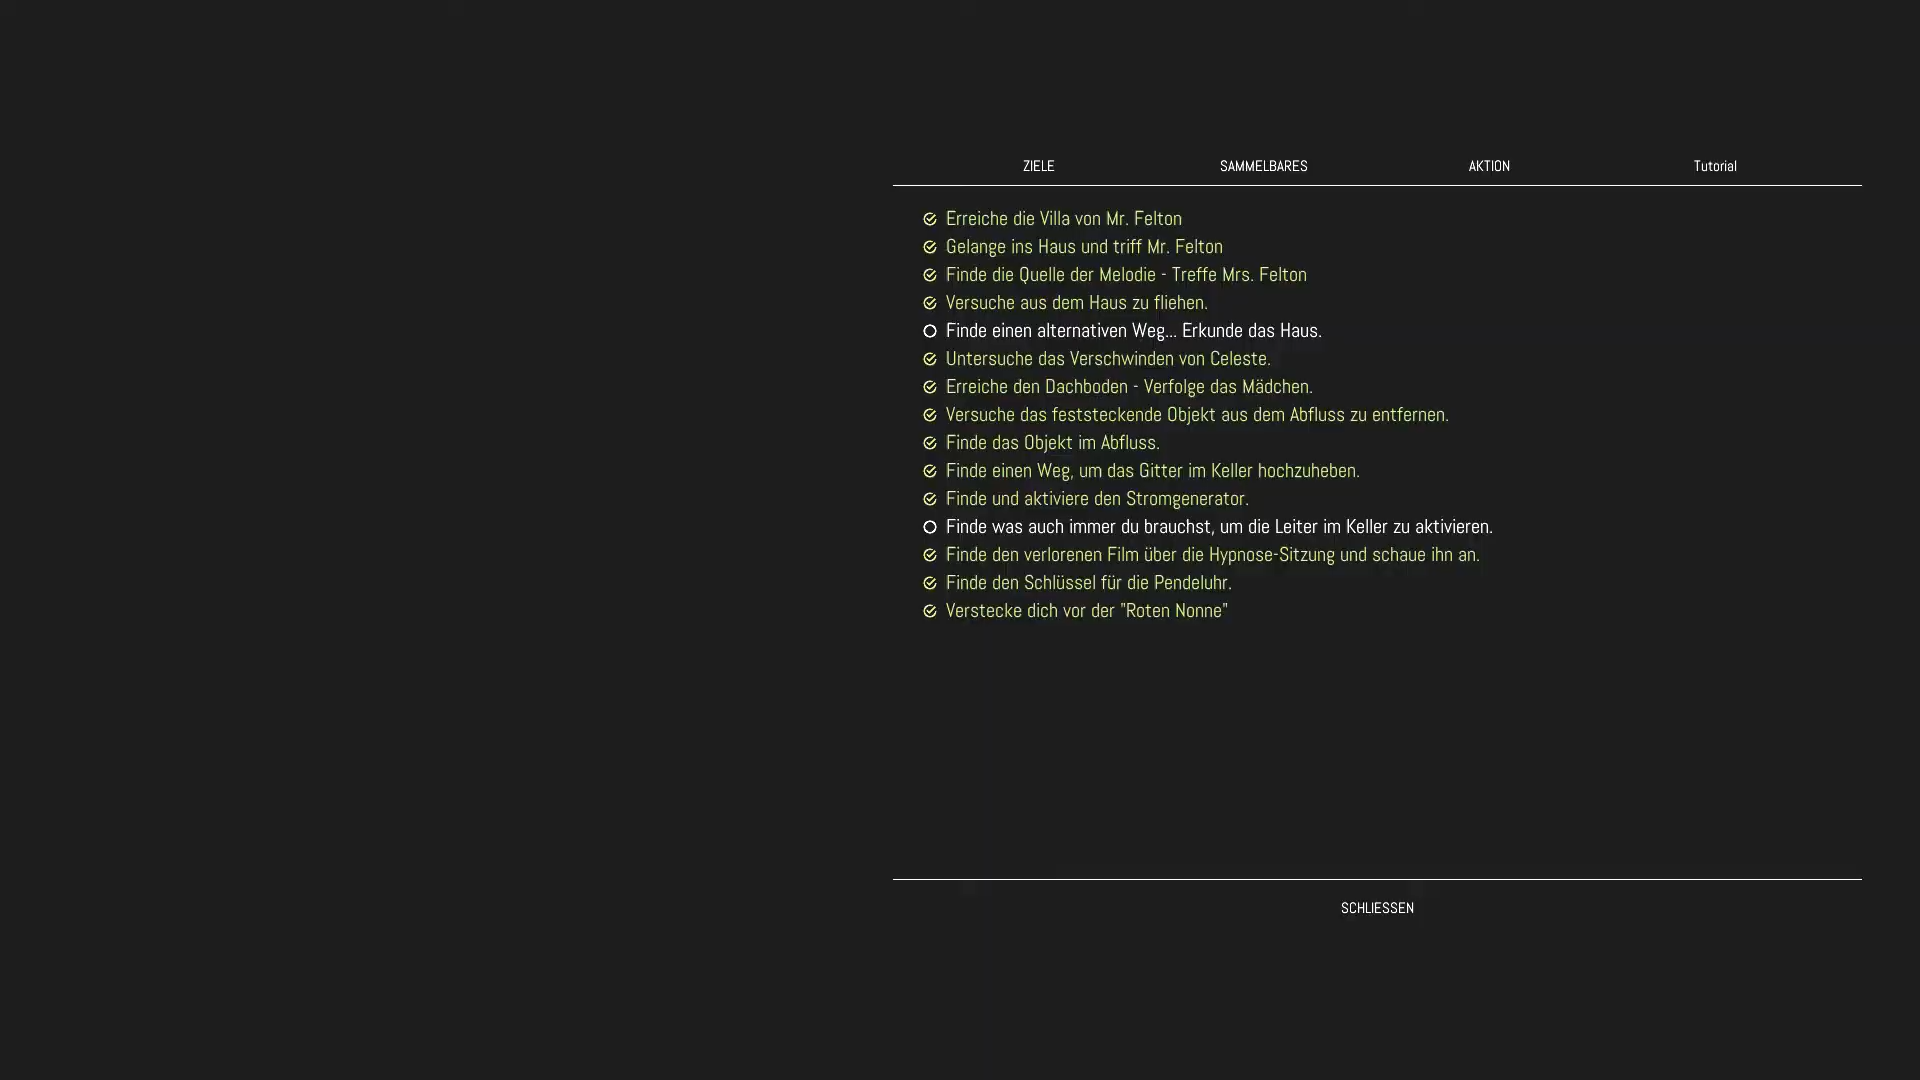 ZIELE SAMMELBARES AKTION Tutorial
Erreiche die Villa von Mr. Felton
Gelange ins Haus und triff Mr. Felton
Finde die Quelle der Melodie - Treffe Mrs. Felton
Versuche aus dem Haus zu fliehen.
Finde einen alternativen Weg... Erkunde das Haus.
Untersuche das Verschwinden von Celeste.
Erreiche den Dachboden - Verfolge das Mädchen.
Versuche das feststeckende Objekt aus dem Abfluss zu entfernen.
Finde das Objekt im Abfluss.
Finde einen Weg, um das Gitter im Keller hochzuheben.
Finde und aktiviere den Stromgenerator.
Finde was auch immer du brauchst, um die Leiter im Keller zu aktivieren.
Finde den verlorenen Film über die Hypnose-Sitzung und schaue ihn an.
Finde den Schlüssel für die Pendeluhr.
Verstecke dich vor der "Roten Nonne"
SCHLIESSEN